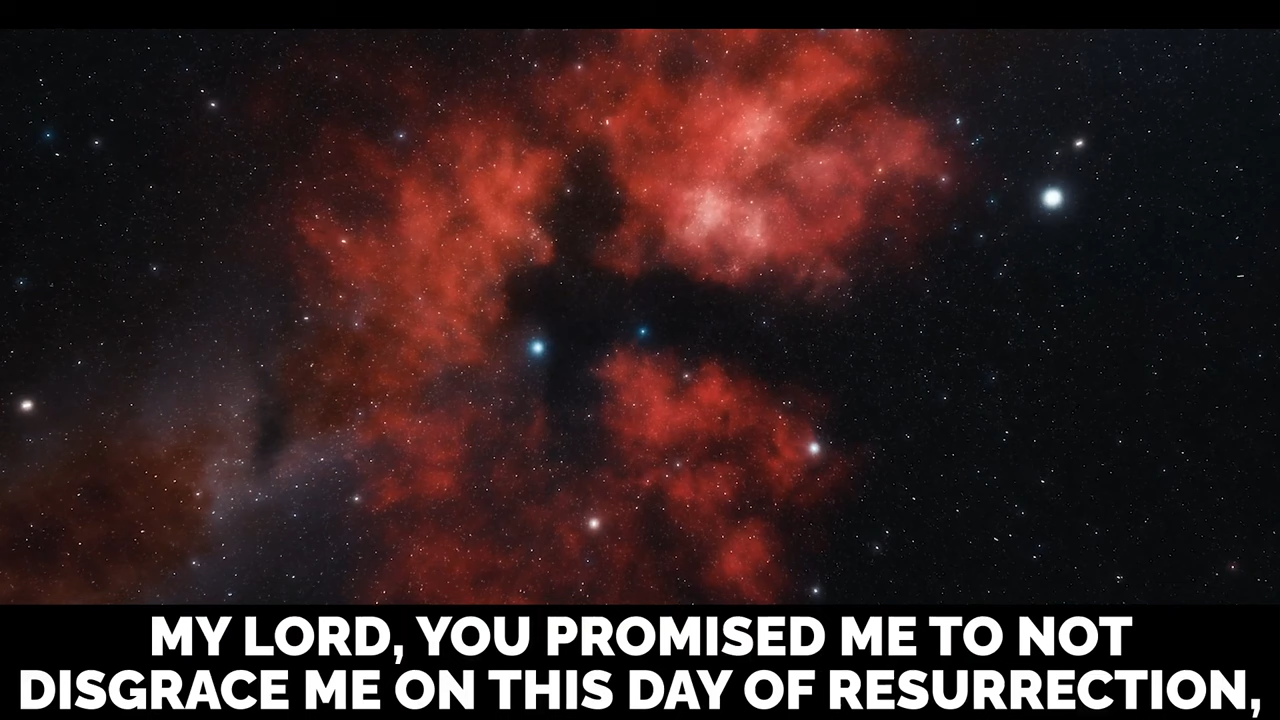 MY LORD, YOU PROMISED ME TO NOT
DISGRACE ME ON THIS DAY OF RESURRECTION,